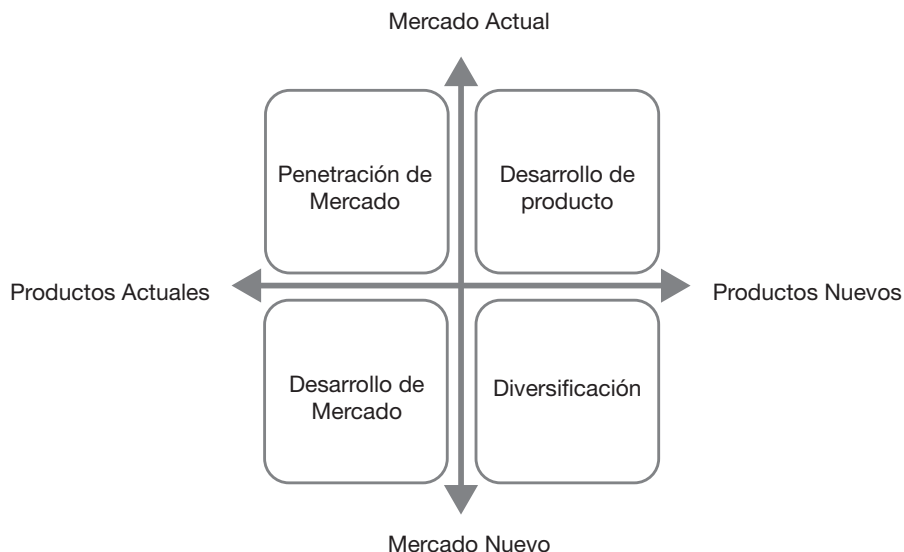 Mercado Actual
Penetración de
Mercado
Desarrollo de
producto
Productos Actuales
Productos Nuevos
Desarrollo de
Mercado
Diversificación
Mercado Nuevo